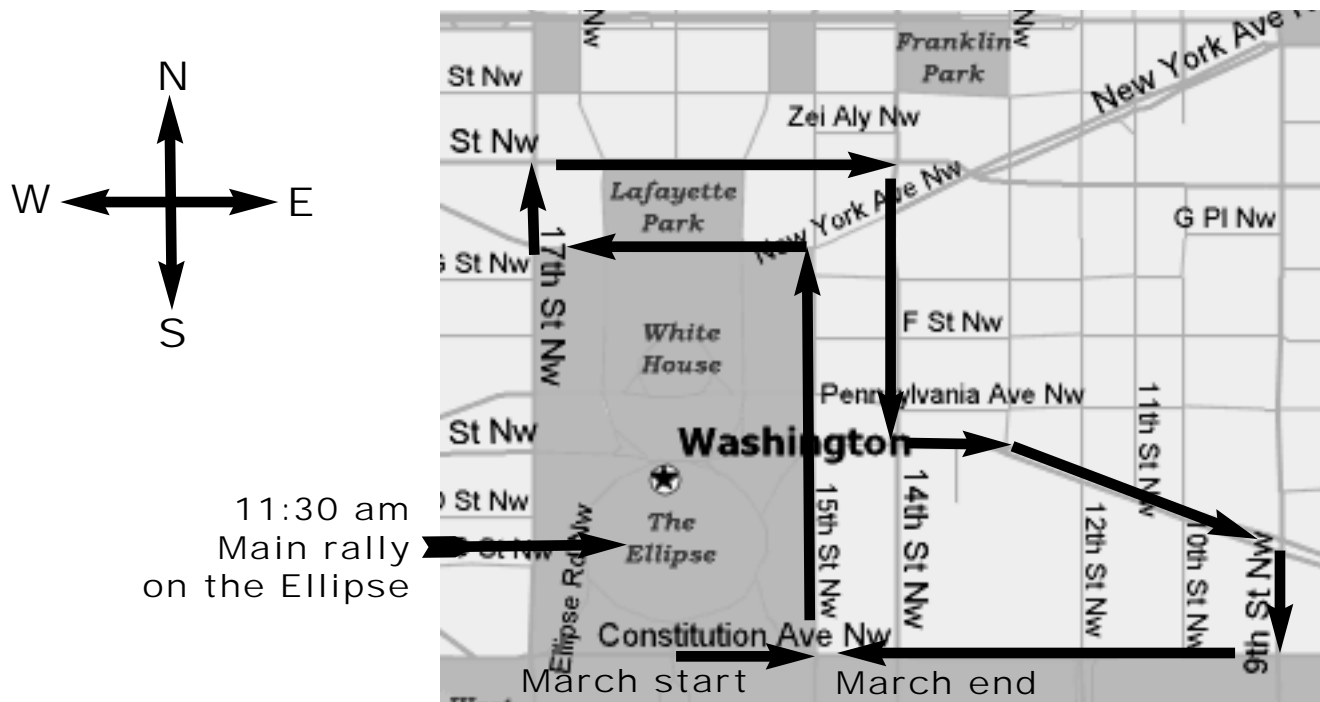 N
W
E
S
Nw
Nw
Franklin
Park
New York Ave N
St Nw
Zei Aly Nw
St Nw
Lafayette
Park
New York Ave Nw
G Pl Nw
G St Nw
17th St Nw
White
House
F St Nw
Pennsylvania Ave Nw
11th St Nw
St Nw
Washington
D St Nw
The
Ellipse
15th St Nw
14th St Nw
12th St Nw
10th St Nw
9th St Nw
11:30 am
Main rally
on the Ellipse
St Nw
Ellipse Rd Nw
Constitution Ave Nw
March start
March end
West